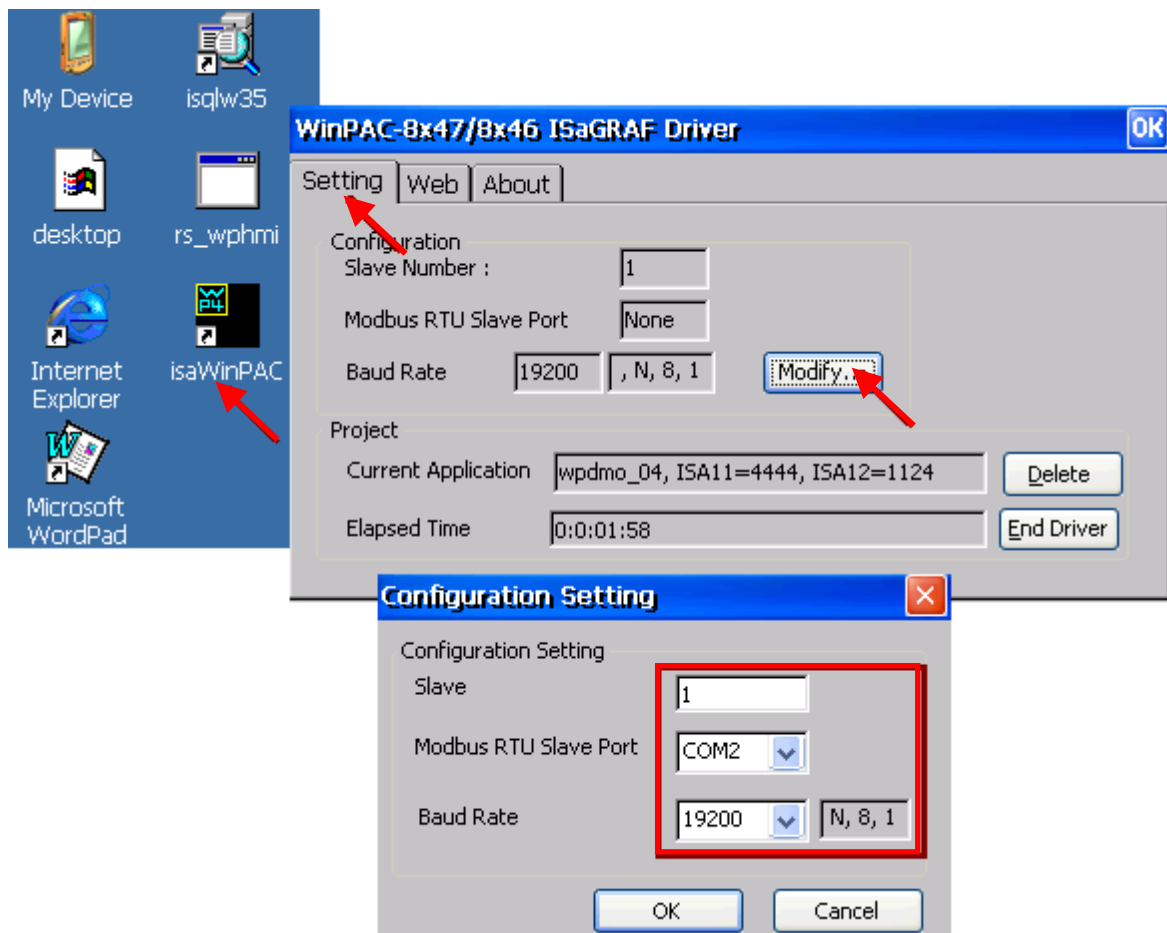 My Device
isqlw35
desktop
rs_wphmi
Internet
Explorer
isaWinPAC
Microsoft
WordPad
WinPAC-8x47/8x46 ISaGRAF Driver
OK
Setting
Web
About
Configuration
Slave Number :
1
Modbus RTU Slave Port
None
Baud Rate
19200
, N, 8, 1
Modify...
Project
Current Application
wpdmo_04, ISA11=4444, ISA12=1124
Delete
Elapsed Time
0:0:01:58
End Driver
Configuration Setting
Configuration Setting
Slave
1
Modbus RTU Slave Port
COM2
Baud Rate
19200
N, 8, 1
OK
Cancel